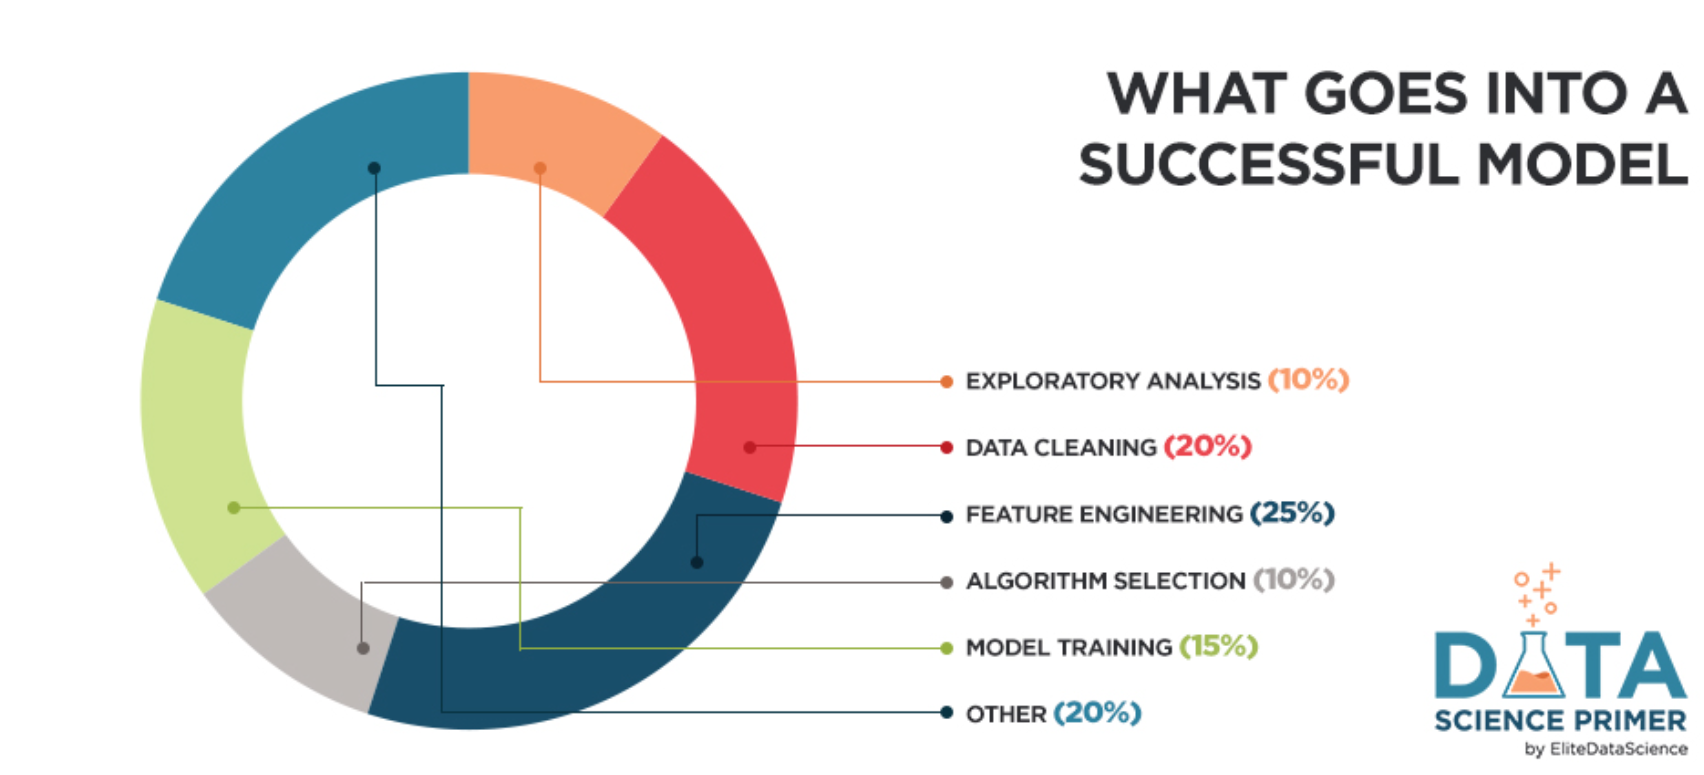 WHAT GOES INTO A
SUCCESSFUL MODEL
EXPLORATORY ANALYSIS (10%)
DATA CLEANING (20%)
FEATURE ENGINEERING (25%)
ALGORITHM SELECTION (10%)
MODEL TRAINING (15%)
OTHER (20%)
DATA
SCIENCE PRIMER
by EliteDataScience